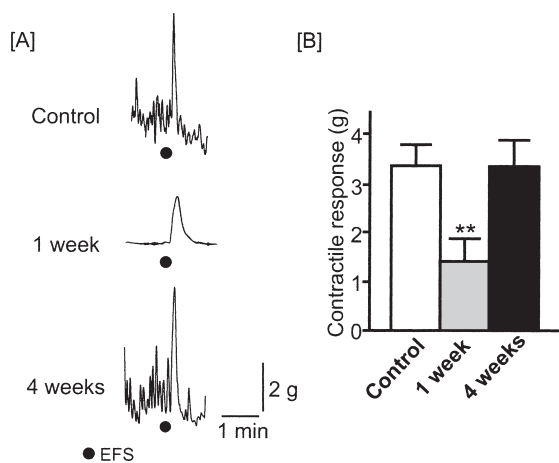 [A]
Control
1 week
4 weeks
2 g
1 min
● EFS
[B]
Contractile response (g)
4
3
2
1
0
**
Control
1 week
4 weeks